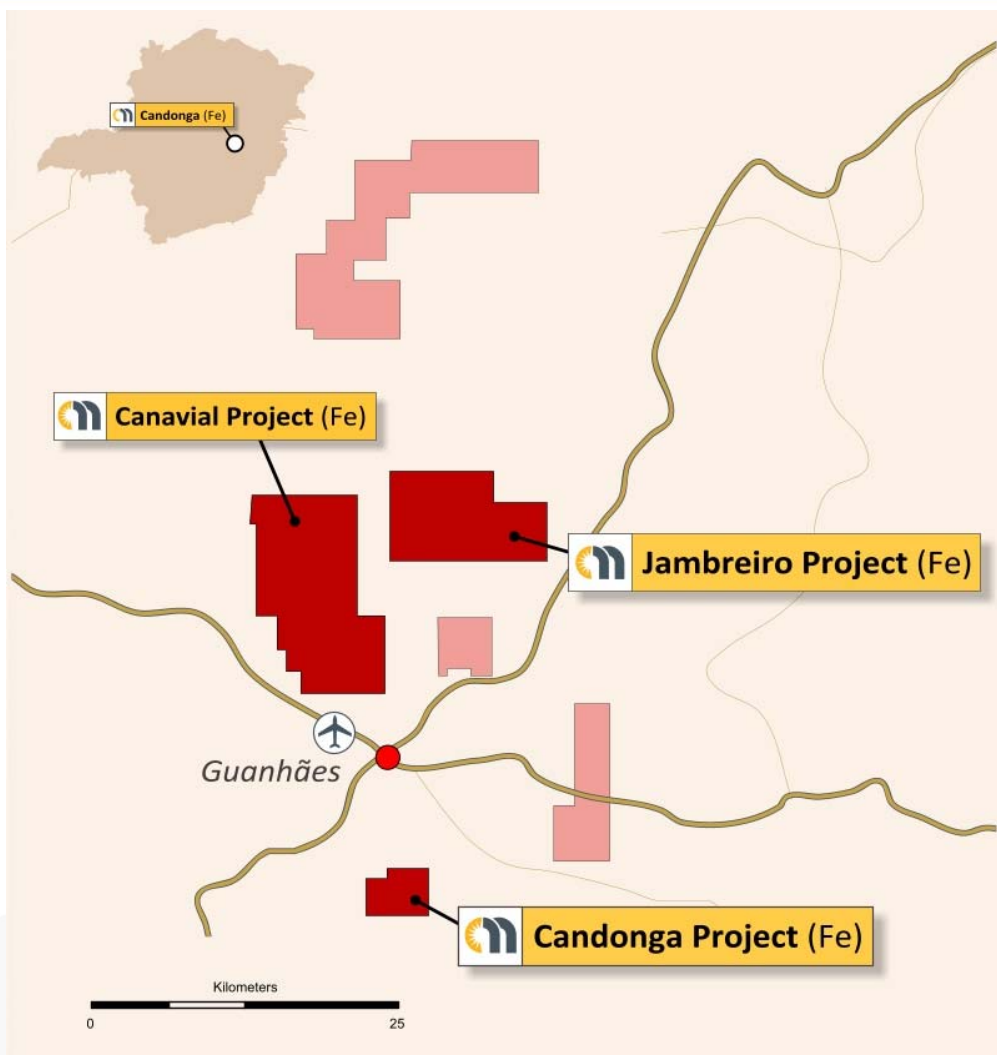 Candonga (Fe)
Canavial Project (Fe)
Jambreiro Project (Fe)
Guanhães
Candonga Project (Fe)
Kilometers
0 25